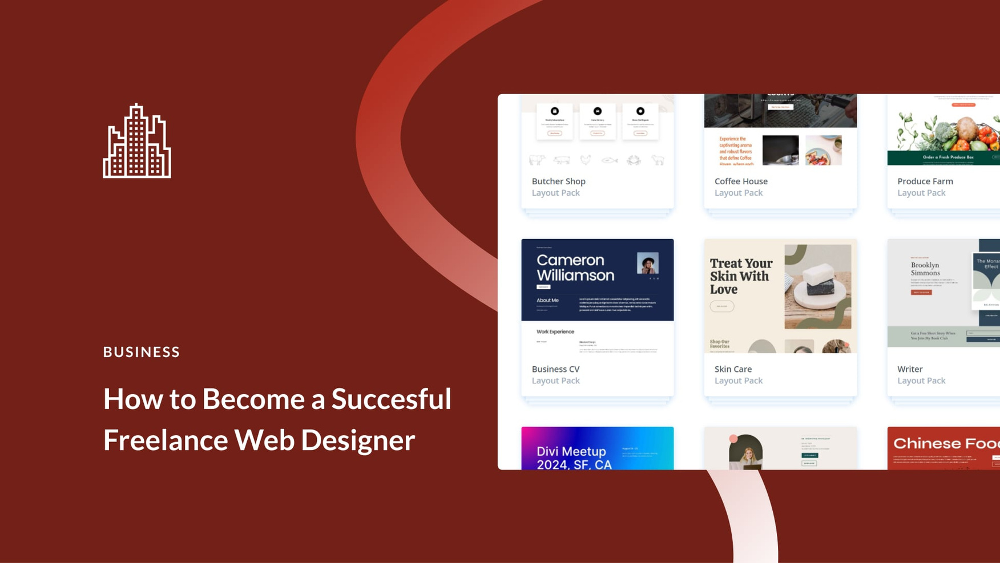 BUSINESS
How to Become a Succesful
Freelance Web Designer
Butcher Shop
Layout Pack
COUNTS
Experience the
captivating aroma
and robust flavors
that define Coffee
Haven, where each
Coffee House
Layout Pack
Order a Fresh Produce Box
Produce Farm
Layout Pack
Cameron
Williamson
About Me
Work Experience
Business CV
Layout Pack
Treat Your
Skin With
Love
Shop Our
Favorites
Skin Care
Layout Pack
Brooklyn
Simmons
The Monar
Effect
Get a Free Short Story When
You Join My Book Club
Writer
Layout Pack
Divi Meetup
2024, SF, CA
Chinese Foo